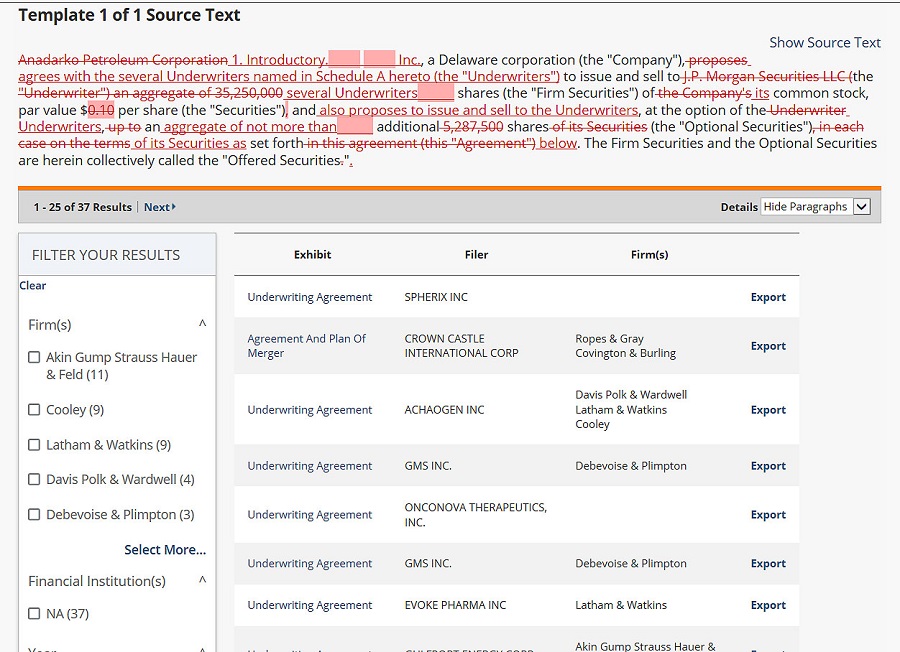 Template 1 of 1 Source Text
Show Source Text
Anadarko Petroleum Corporation 1. Introductory. Inc., a Delaware corporation (the "Company"), proposes
agrees with the several Underwriters named in Schedule A hereto (the "Underwriters") to issue and sell to J.P. Morgan Securities LLC (the
"Underwriter") an aggregate of 35,250,000 several Underwriters shares (the "Firm Securities") of the Company's its common stock,
par value $0.10 per share (the "Securities"), and also proposes to issue and sell to the Underwriters, at the option of the Underwriter
Underwriters, up to an aggregate of not more than additional 5,287,500 shares of its Securities (the "Optional Securities"), in each
case on the terms of its Securities as set forth in this agreement (this "Agreement") below. The Firm Securities and the Optional Securities
are herein collectively called the "Offered Securities.".
1 - 25 of 37 Results | Next
Details Hide Paragraphs
FILTER YOUR RESULTS
Clear
Firm(s)
Akin Gump Strauss Hauer
& Feld (11)
Cooley (9)
Latham & Watkins (9)
Davis Polk & Wardwell (4)
Debevoise & Plimpton (3)
Select More...
Financial Institution(s)
NA (37)
Exhibit Filer Firm(s)
Underwriting Agreement SPHERIX INC Export
Agreement And Plan Of
Merger
CROWN CASTLE
INTERNATIONAL CORP
Ropes & Gray
Covington & Burling
Export
Underwriting Agreement ACHAOGEN INC
Davis Polk & Wardwell
Latham & Watkins
Cooley
Export
Underwriting Agreement GMS INC. Debevoise & Plimpton Export
Underwriting Agreement
ONCONOVA THERAPEUTICS,
INC.
Export
Underwriting Agreement GMS INC. Debevoise & Plimpton Export
Underwriting Agreement EVOKE PHARMA INC Latham & Watkins Export
Akin Gump Strauss Hauer &